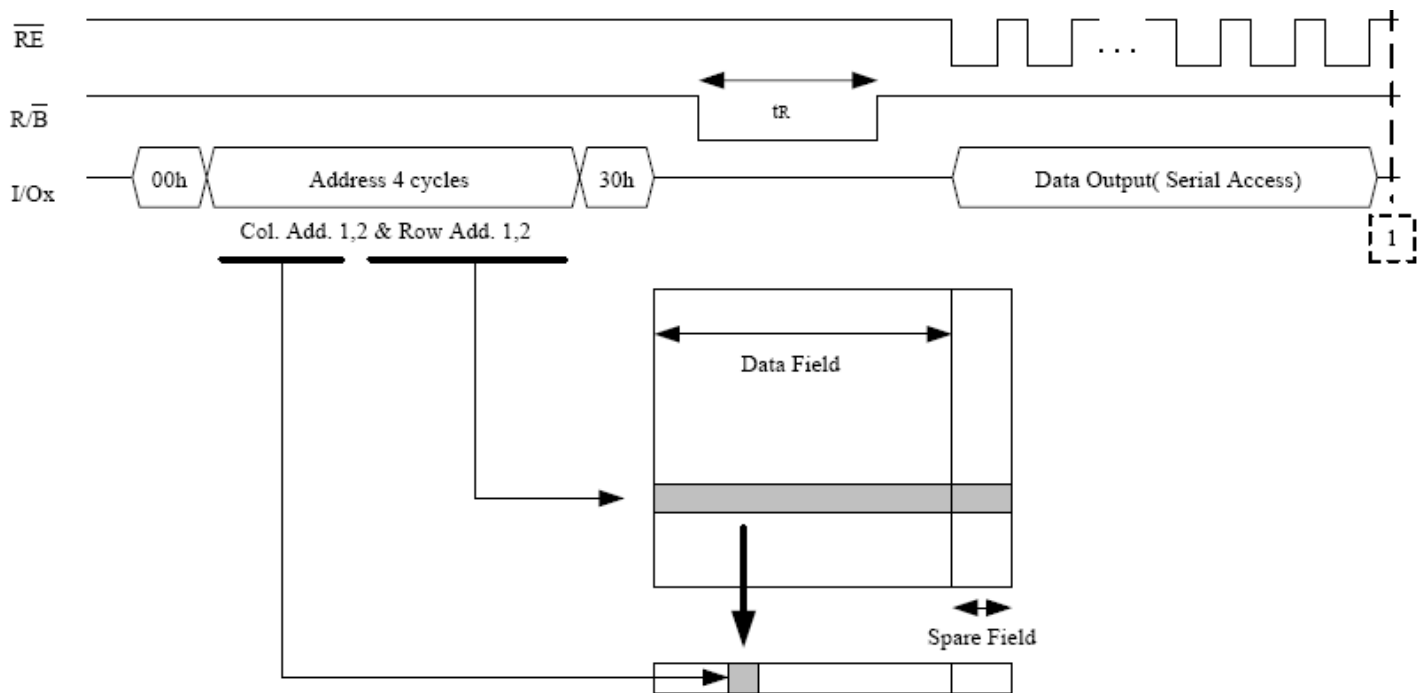 R̅E̅
R/B̅
tR
I/Ox
00h
Address 4 cycles
30h
Data Output( Serial Access)
Col. Add. 1,2 & Row Add. 1,2
1
Data Field
Spare Field
. . .